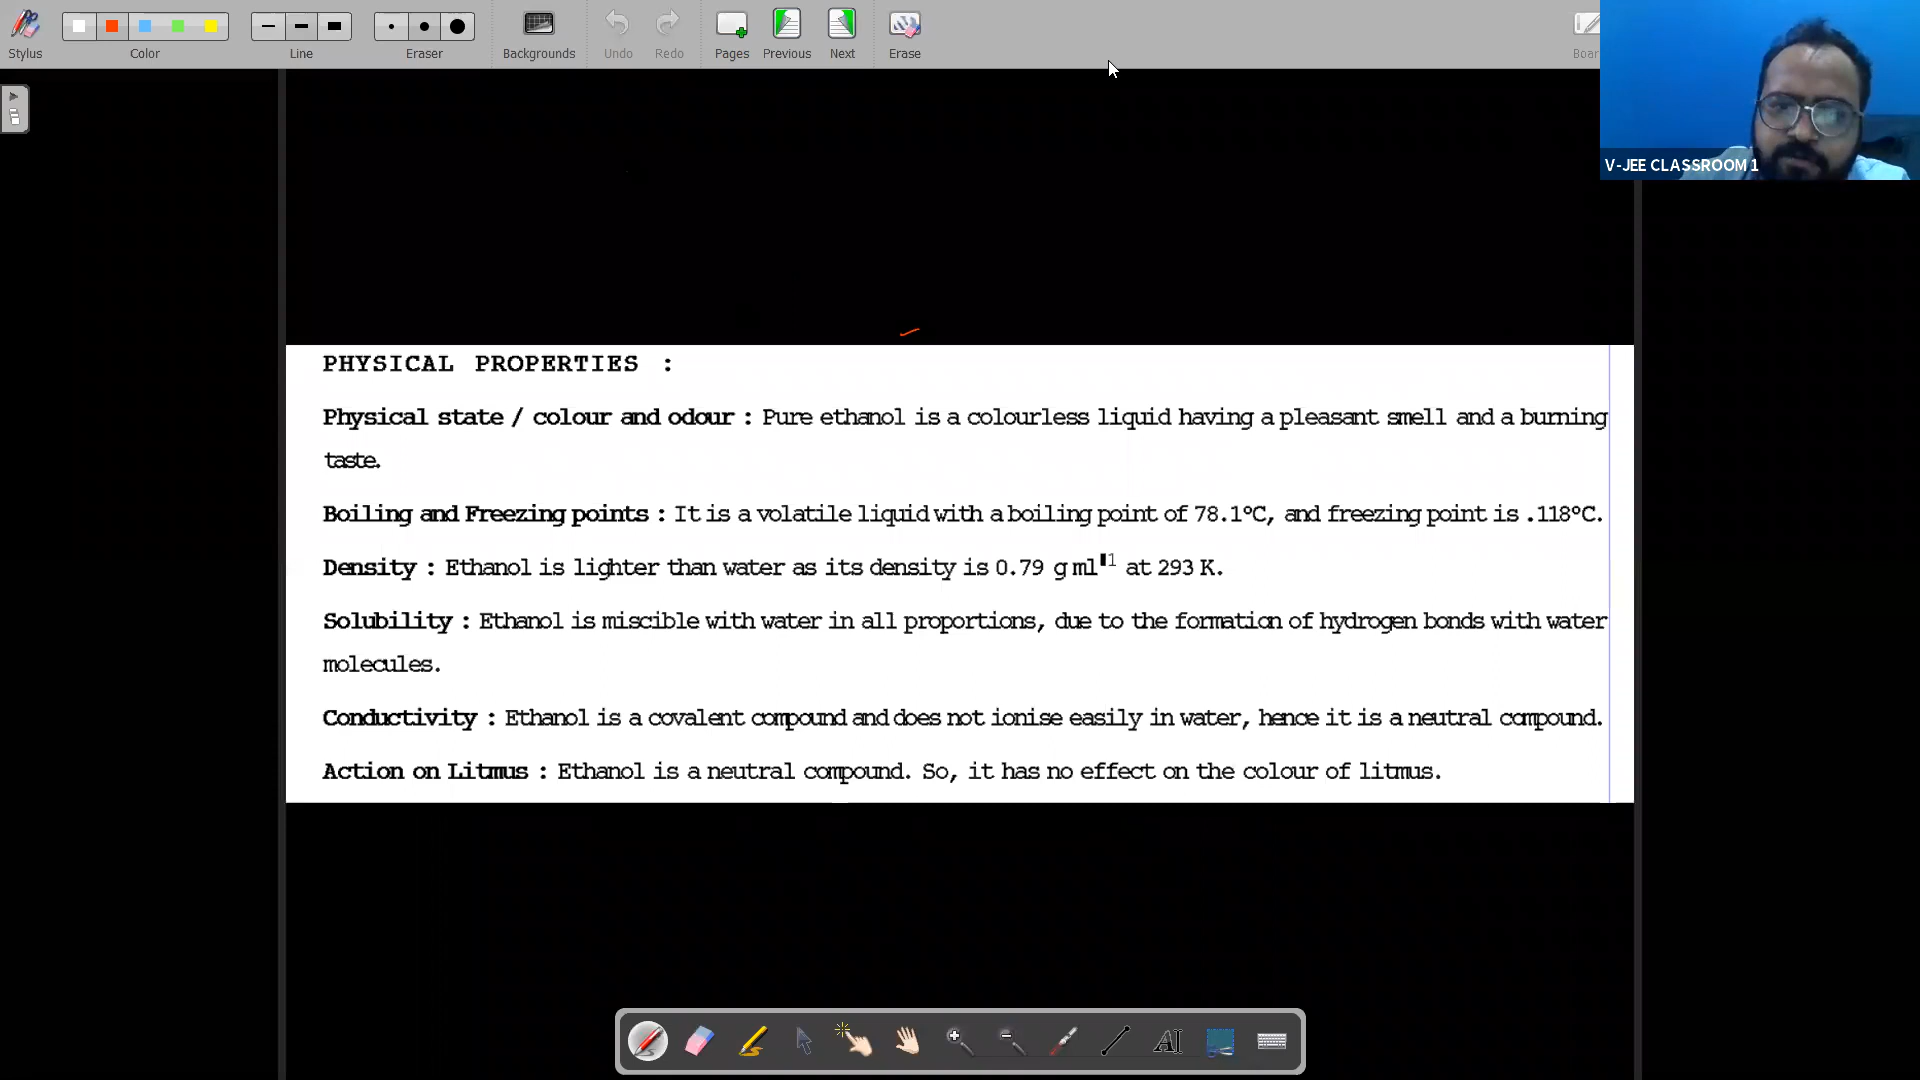 Stylus Color Line Eraser Backgrounds Undo Redo Pages Previous Next Erase Boar
V-JEE CLASSROOM 1
PHYSICAL PROPERTIES :
Physical state / colour and odour : Pure ethanol is a colourless liquid having a pleasant smell and a burning
taste.
Boiling and Freezing points : It is a volatile liquid with a boiling point of 78.1°C, and freezing point is .118°C.
Density : Ethanol is lighter than water as its density is 0.79 g ml▮1 at 293 K.
Solubility : Ethanol is miscible with water in all proportions, due to the formation of hydrogen bonds with water
molecules.
Conductivity : Ethanol is a covalent compound and does not ionise easily in water, hence it is a neutral compound.
Action on Litmus : Ethanol is a neutral compound. So, it has no effect on the colour of litmus.